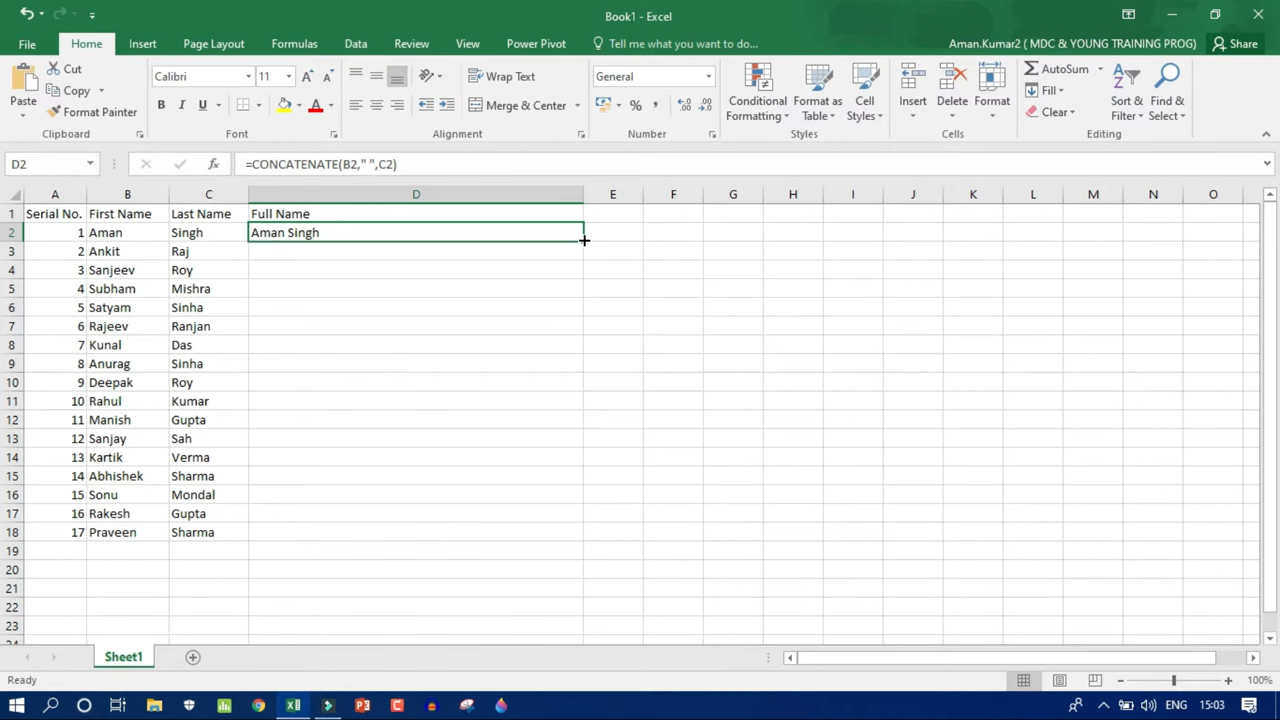 Book1 - Excel
File Home Insert Page Layout Formulas Data Review View Power Pivot Tell me what you want to do... Aman.Kumar2 ( MDC & YOUNG TRAINING PROG) Share
Paste
Cut
Copy
Format Painter
Clipboard
Calibri 11
B I U A
Font
Wrap Text
Merge & Center
Alignment
General
%
Number
Conditional Formatting
Format as Table
Cell Styles
Styles
Insert
Delete
Format
Cells
AutoSum
Fill
Clear
Sort & Filter
Find & Select
Editing
D2 fx =CONCATENATE(B2," ",C2)
A B C D E F G H I J K L M N O
1 Serial No. First Name Last Name Full Name
2 1 Aman Singh Aman Singh
3 2 Ankit Raj
4 3 Sanjeev Roy
5 4 Subham Mishra
6 5 Satyam Sinha
7 6 Rajeev Ranjan
8 7 Kunal Das
9 8 Anurag Sinha
10 9 Deepak Roy
11 10 Rahul Kumar
12 11 Manish Gupta
13 12 Sanjay Sah
14 13 Kartik Verma
15 14 Abhishek Sharma
16 15 Sonu Mondal
17 16 Rakesh Gupta
18 17 Praveen Sharma
19
20
21
22
23
24
Sheet1
Ready 100%
ENG 15:03